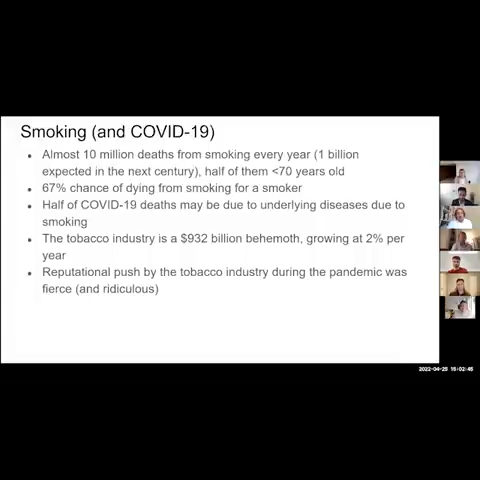 Smoking (and COVID-19)
• Almost 10 million deaths from smoking every year (1 billion
expected in the next century), half of them <70 years old
• 67% chance of dying from smoking for a smoker
• Half of COVID-19 deaths may be due to underlying diseases due to
smoking
• The tobacco industry is a $932 billion behemoth, growing at 2% per
year
• Reputational push by the tobacco industry during the pandemic was
fierce (and ridiculous)
2022-04-25 15:02:45